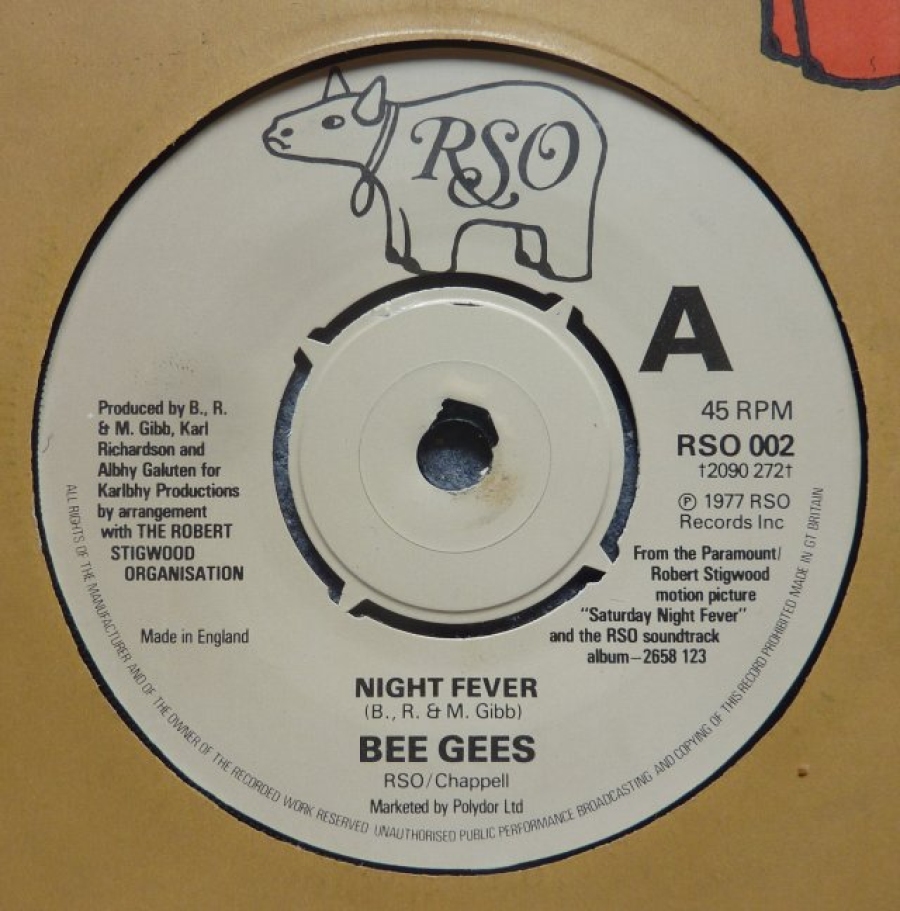 RSO
A
45 RPM
RSO 002
†2090 272†
Ⓟ 1977 RSO
Records Inc
From the Paramount/
Robert Stigwood
motion picture
"Saturday Night Fever"
and the RSO soundtrack
album–2658 123
Produced by B., R.
& M. Gibb, Karl
Richardson and
Albhy Galuten for
Karlbhy Productions
by arrangement
with THE ROBERT
STIGWOOD
ORGANISATION
Made in England
NIGHT FEVER
(B., R. & M. Gibb)
BEE GEES
RSO/Chappell
Marketed by Polydor Ltd
ALL RIGHTS OF THE MANUFACTURER AND OF THE OWNER OF THE RECORDED WORK RESERVED UNAUTHORISED PUBLIC PERFORMANCE BROADCASTING AND COPYING OF THIS RECORD PROHIBITED MADE IN GT BRITAIN